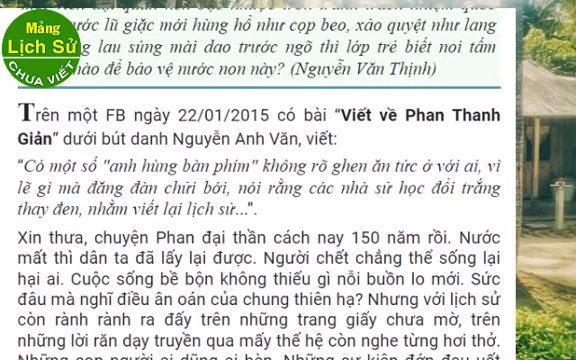 Mảng
Lịch Sử
CHƯA VIẾT
ước lũ giặc mới hùng hổ như cọp beo, xảo quyệt như lang
lau súng mài dao trước ngõ thì lớp trẻ biết noi tấm
nào để bảo vệ nước non này? (Nguyễn Văn Thịnh)
Trên một FB ngày 22/01/2015 có bài “Viết về Phan Thanh
Giản” dưới bút danh Nguyễn Anh Văn, viết:
“Có một số "anh hùng bàn phím" không rõ ghen ăn tức ở với ai, vì
lẽ gì mà đăng đàn chửi bới, nói rằng các nhà sử học đổi trắng
thay đen, nhằm viết lại lịch sử...”.
Xin thưa, chuyện Phan đại thần cách nay 150 năm rồi. Nước
mất thì dân ta đã lấy lại được. Người chết chẳng thể sống lại
hại ai. Cuộc sống bề bộn không thiếu gì nỗi buồn lo mới. Sức
đâu mà nghĩ điều ân oán của chung thiên hạ? Nhưng với lịch sử
còn rành rành ra đấy trên những trang giấy chưa mờ, trên
những lời răn dạy truyền qua mấy thế hệ còn nghe từng hơi thở.